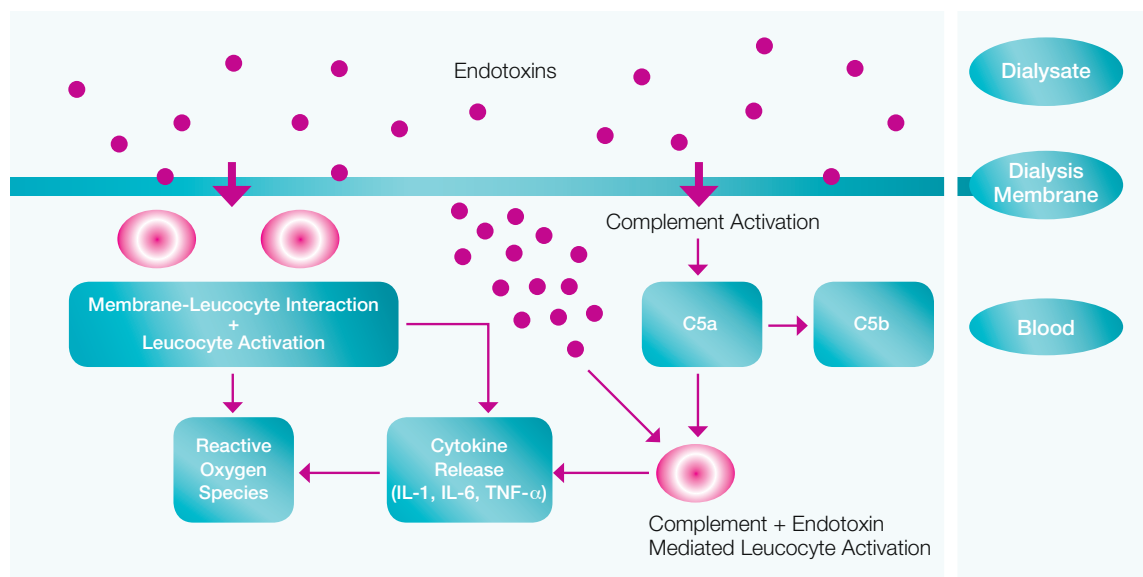 Endotoxins
Complement Activation
Membrane-Leucocyte Interaction
+
Leucocyte Activation
C5a
C5b
Reactive
Oxygen
Species
Cytokine
Release
(IL-1, IL-6, TNF-α)
Complement + Endotoxin
Mediated Leucocyte Activation
Dialysate
Dialysis
Membrane
Blood